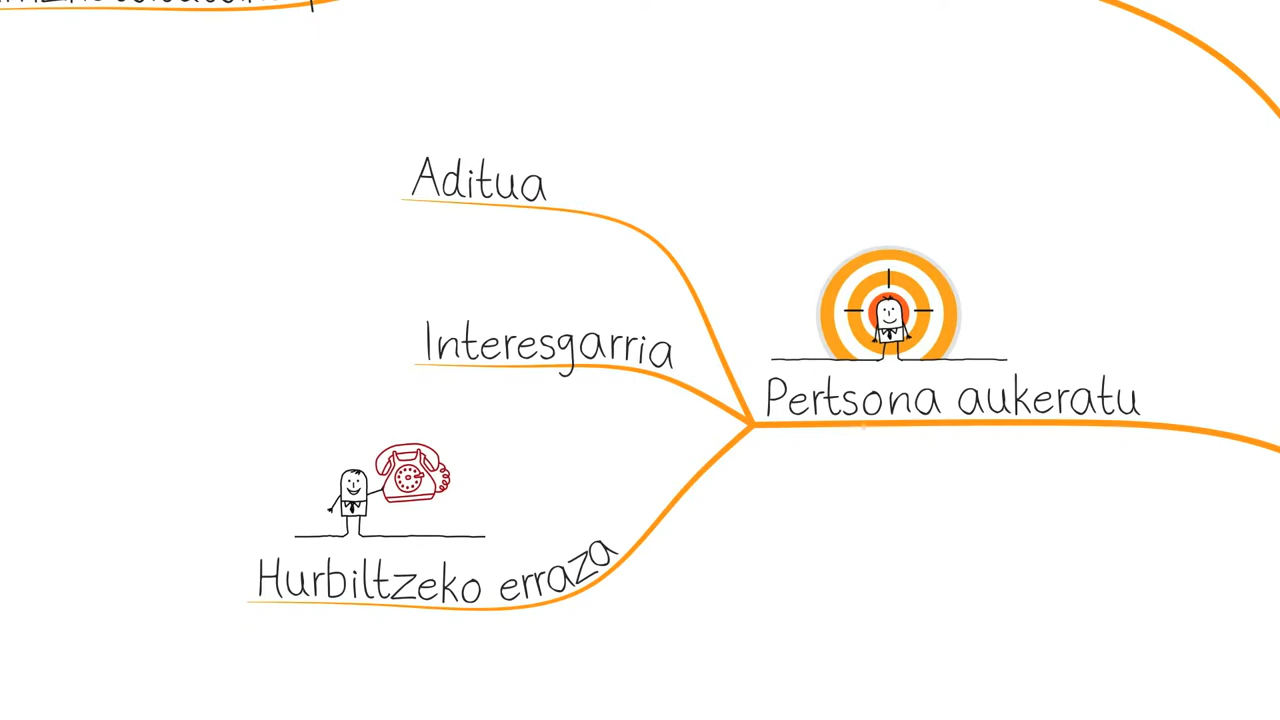 Aditua
Interesgarria
Pertsona aukeratu
Hurbiltzeko erraza